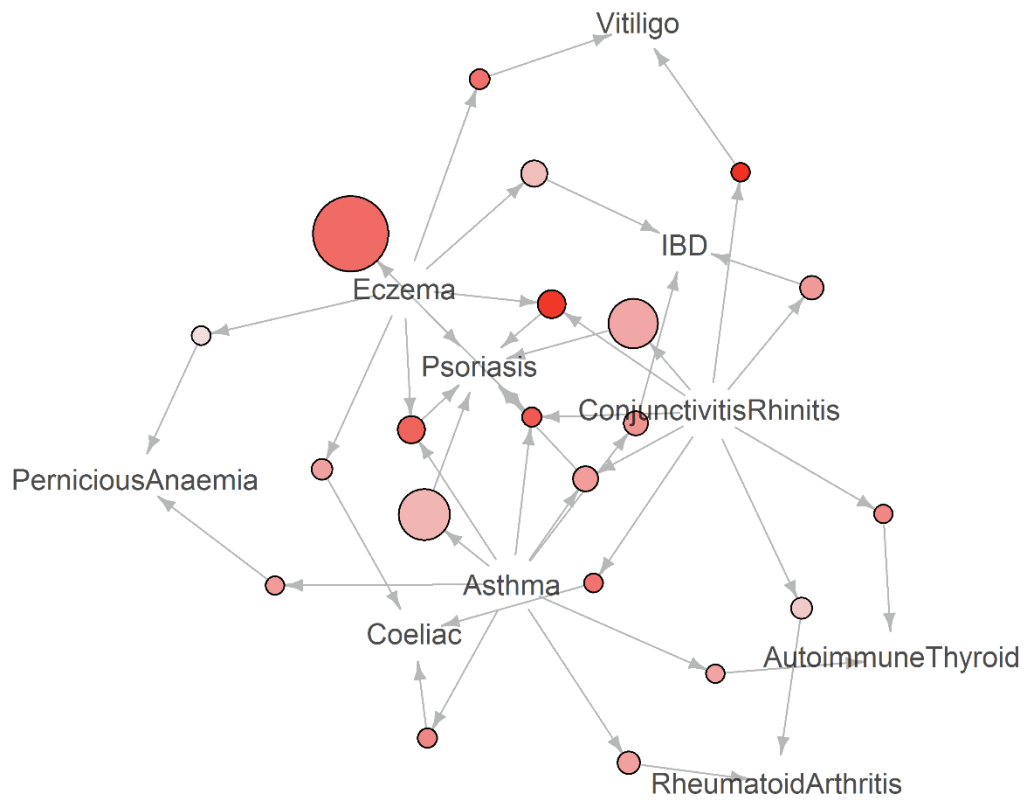 Vitiligo
IBD
Eczema
Psoriasis
ConjunctivitisRhinitis
PerniciousAnaemia
Asthma
Coeliac
AutoimmuneThyroid
RheumatoidArthritis